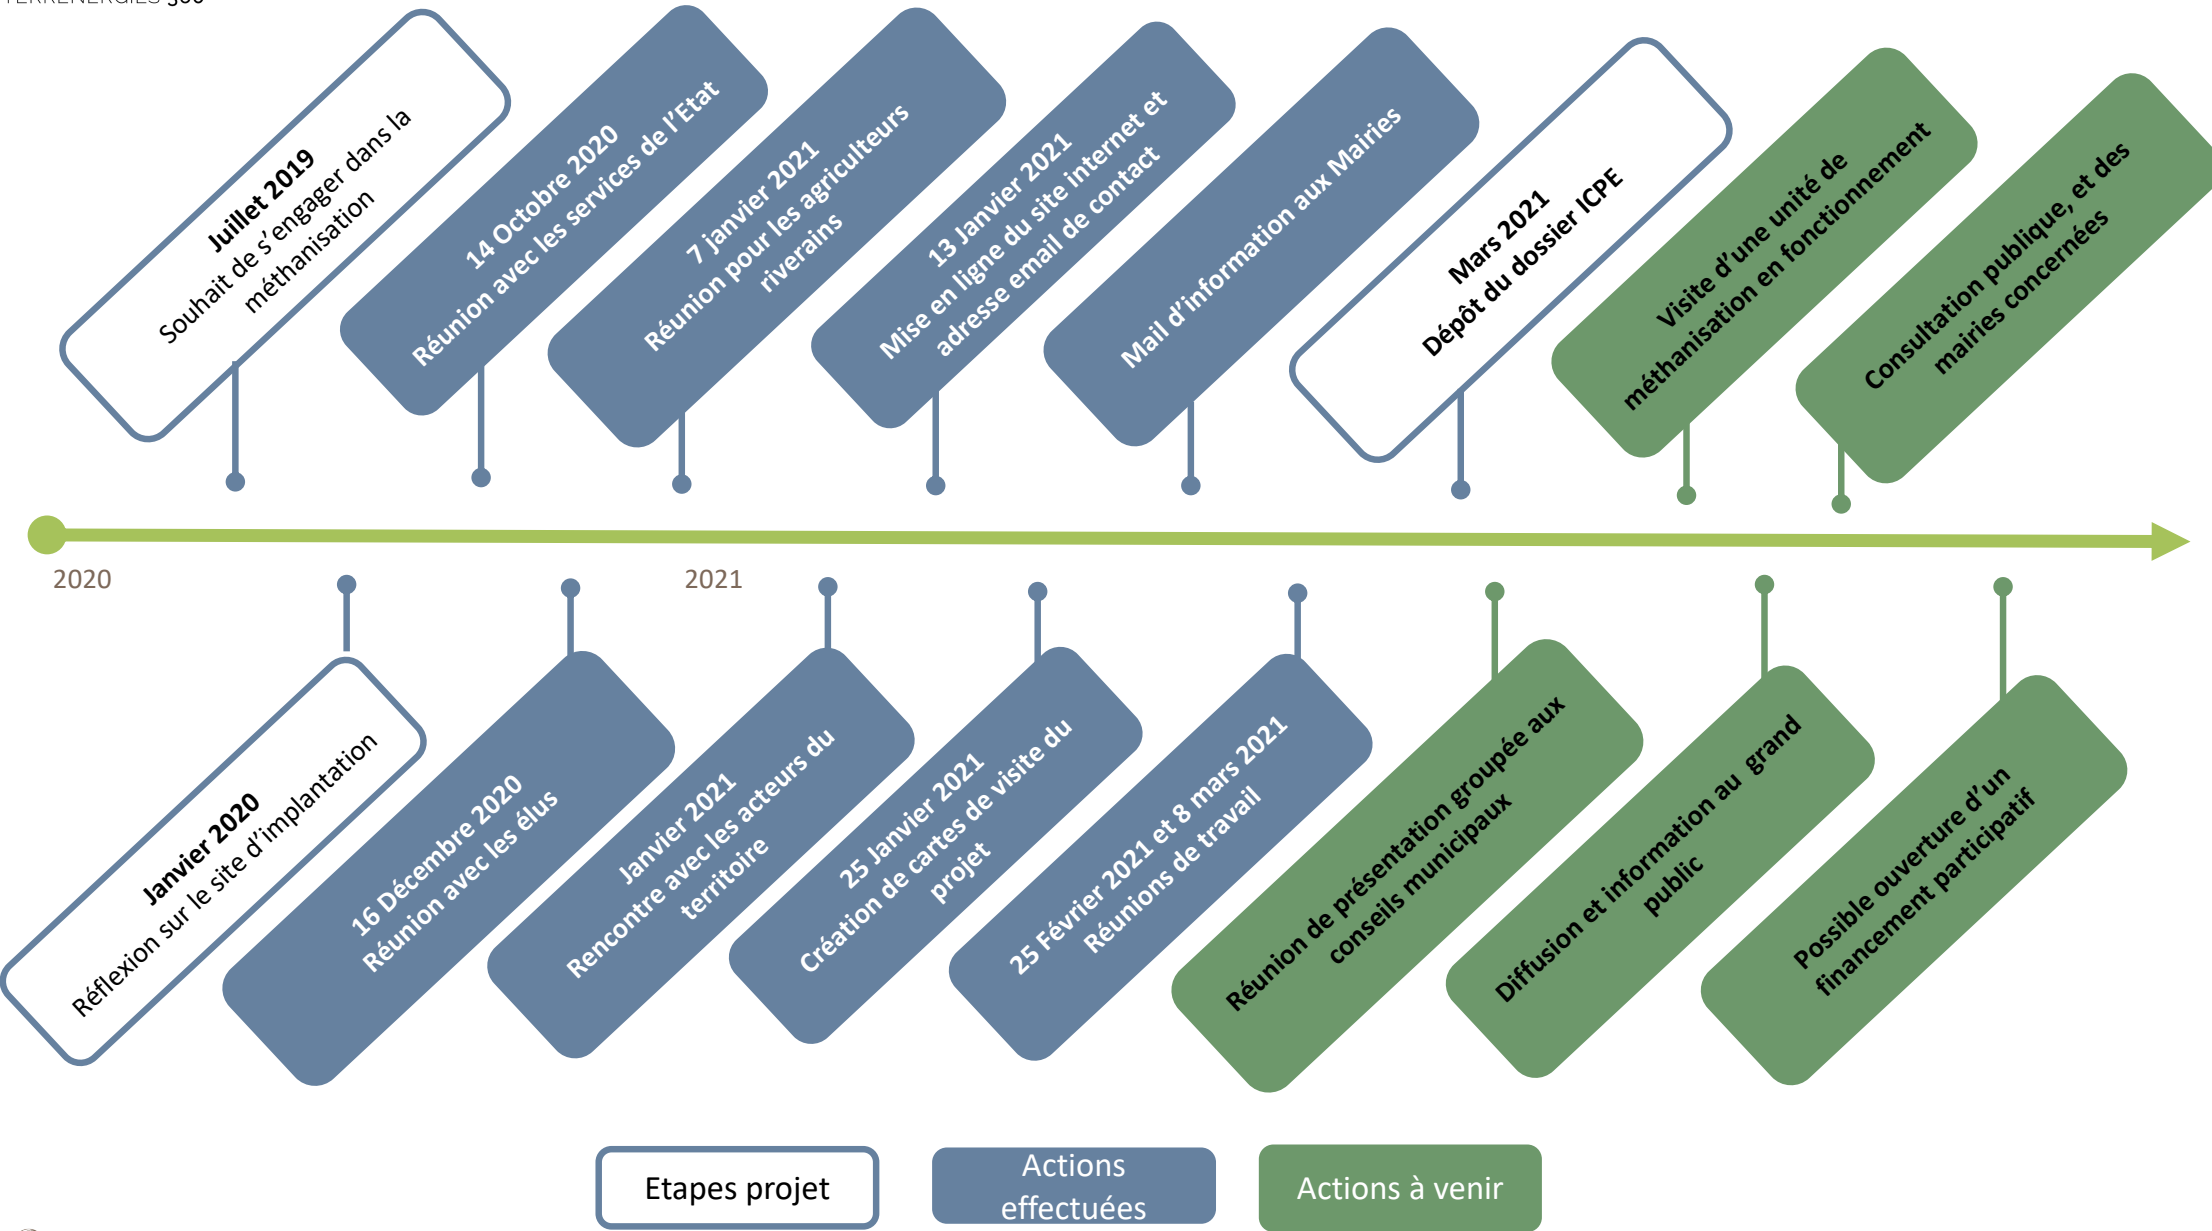 Juillet 2019
Souhait de s'engager dans la
méthanisation
14 Octobre 2020
Réunion avec les services de l'Etat
7 janvier 2021
Réunion pour les agriculteurs
riverains
13 Janvier 2021
Mise en ligne du site internet et
adresse email de contact
Mail d'information aux Mairies
Mars 2021
Dépôt du dossier ICPE
Visite d'une unité de
méthanisation en fonctionnement
Consultation publique, et des
mairies concernées
2020
2021
Janvier 2020
Réflexion sur le site d'implantation
16 Décembre 2020
Réunion avec les élus
Janvier 2021
Rencontre avec les acteurs du
territoire
25 Janvier 2021
Création de cartes de visite du
projet
25 Février 2021 et 8 mars 2021
Réunions de travail
Réunion de présentation groupée aux
conseils municipaux
Diffusion et information au grand
public
Possible ouverture d'un
financement participatif
Etapes projet
Actions
effectuées
Actions à venir